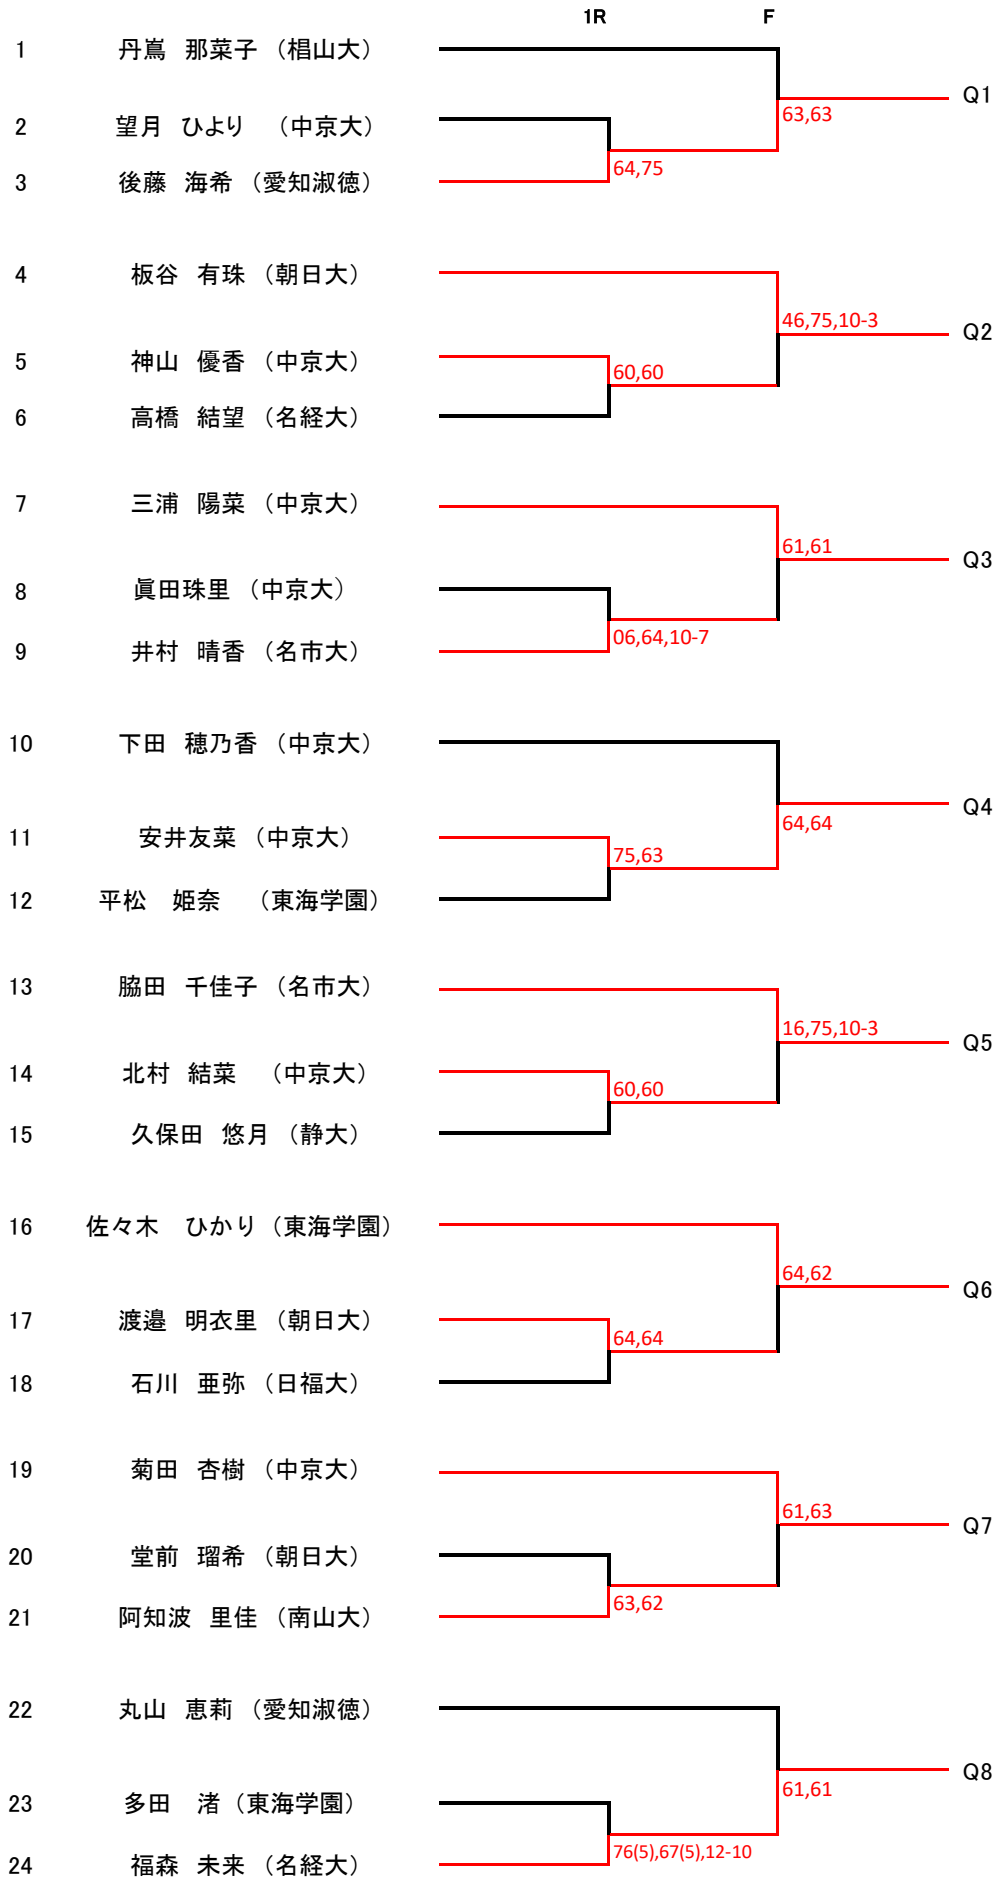 1R F
1 丹嶌 那菜子 (椙山大)
Q1
63,63
2 望月 ひより (中京大)
64,75
3 後藤 海希 (愛知淑徳)
4 板谷 有珠 (朝日大)
46,75,10-3
Q2
5 神山 優香 (中京大)
60,60
6 高橋 結望 (名経大)
7 三浦 陽菜 (中京大)
61,61
Q3
8 眞田珠里 (中京大)
06,64,10-7
9 井村 晴香 (名市大)
10 下田 穂乃香 (中京大)
Q4
64,64
11 安井友菜 (中京大)
75,63
12 平松 姫奈 (東海学園)
13 脇田 千佳子 (名市大)
16,75,10-3
Q5
14 北村 結菜 (中京大)
60,60
15 久保田 悠月 (静大)
16 佐々木 ひかり (東海学園)
64,62
Q6
17 渡邉 明衣里 (朝日大)
64,64
18 石川 亜弥 (日福大)
19 菊田 杏樹 (中京大)
61,63
Q7
20 堂前 瑠希 (朝日大)
63,62
21 阿知波 里佳 (南山大)
22 丸山 恵莉 (愛知淑徳)
Q8
61,61
23 多田 渚 (東海学園)
76(5),67(5),12-10
24 福森 未来 (名経大)